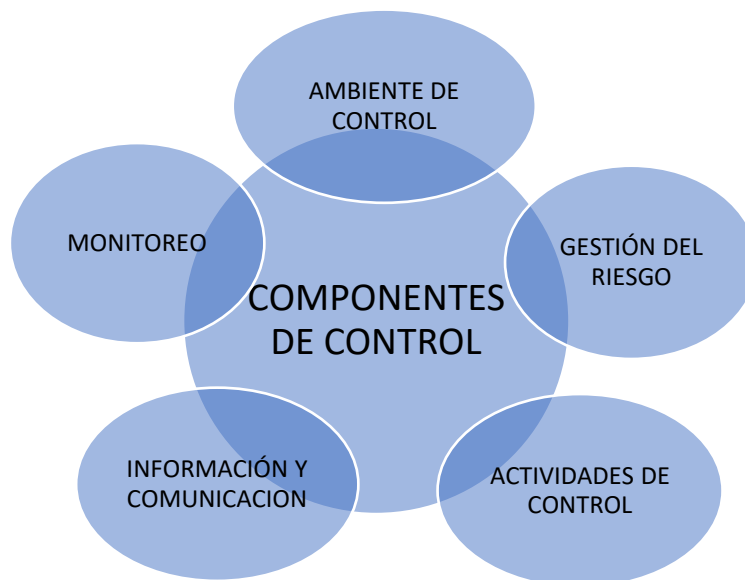 AMBIENTE DE
CONTROL
MONITOREO
GESTIÓN DEL
RIESGO
COMPONENTES
DE CONTROL
INFORMACIÓN Y
COMUNICACION
ACTIVIDADES DE
CONTROL